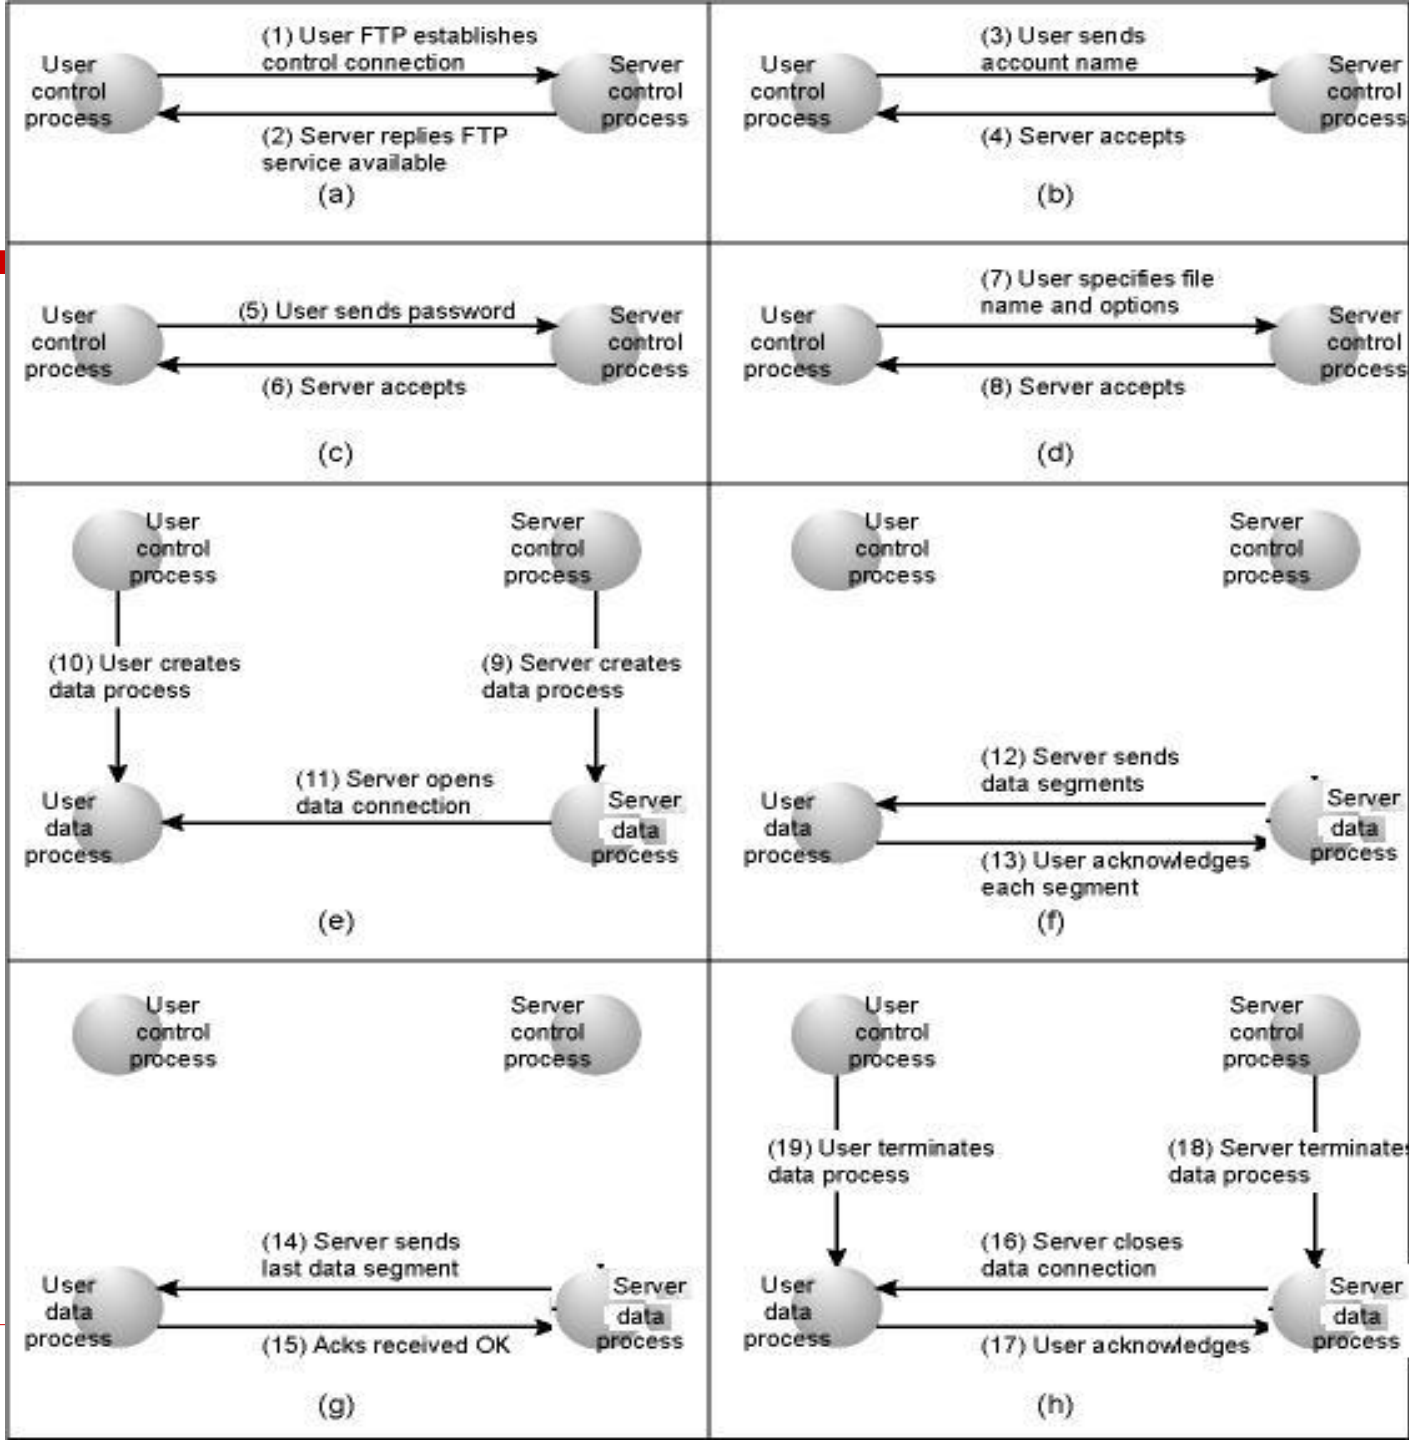 (1) User FTP establishes
control connection
User
control
process
Server
control
process
(2) Server replies FTP
service available
(a)
(3) User sends
account name
User
control
process
Server
control
process
(4) Server accepts
(b)
(5) User sends password
User
control
process
Server
control
process
(6) Server accepts
(c)
(7) User specifies file
name and options
User
control
process
Server
control
process
(8) Server accepts
(d)
User
control
process
Server
control
process
(10) User creates
data process
(9) Server creates
data process
(11) Server opens
data connection
User
data
process
Server
data
process
(e)
User
control
process
Server
control
process
(12) Server sends
data segments
User
data
process
Server
data
process
(13) User acknowledges
each segment
(f)
User
control
process
Server
control
process
(14) Server sends
last data segment
User
data
process
Server
data
process
(15) Acks received OK
(g)
User
control
process
Server
control
process
(19) User terminates
data process
(18) Server terminates
data process
(16) Server closes
data connection
User
data
process
Server
data
process
(17) User acknowledges
(h)